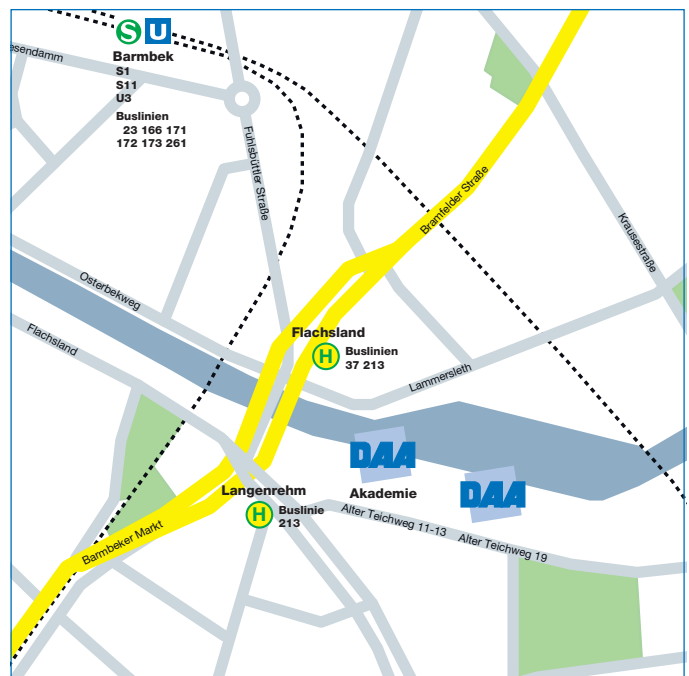 S U
Barmbek
S1
S11
U3
Buslinien
23 166 171
172 173 261
esendamm
Fuhlsbüttler Straße
Bramfelder Straße
Krausestraße
Osterbekweg
Flachsland
Flachsland
H Buslinien
37 213
Lammersleth
DAA
Akademie
DAA
Langenrehm
H Buslinie
213
Alter Teichweg 11-13 Alter Teichweg 19
Barmbeker Markt